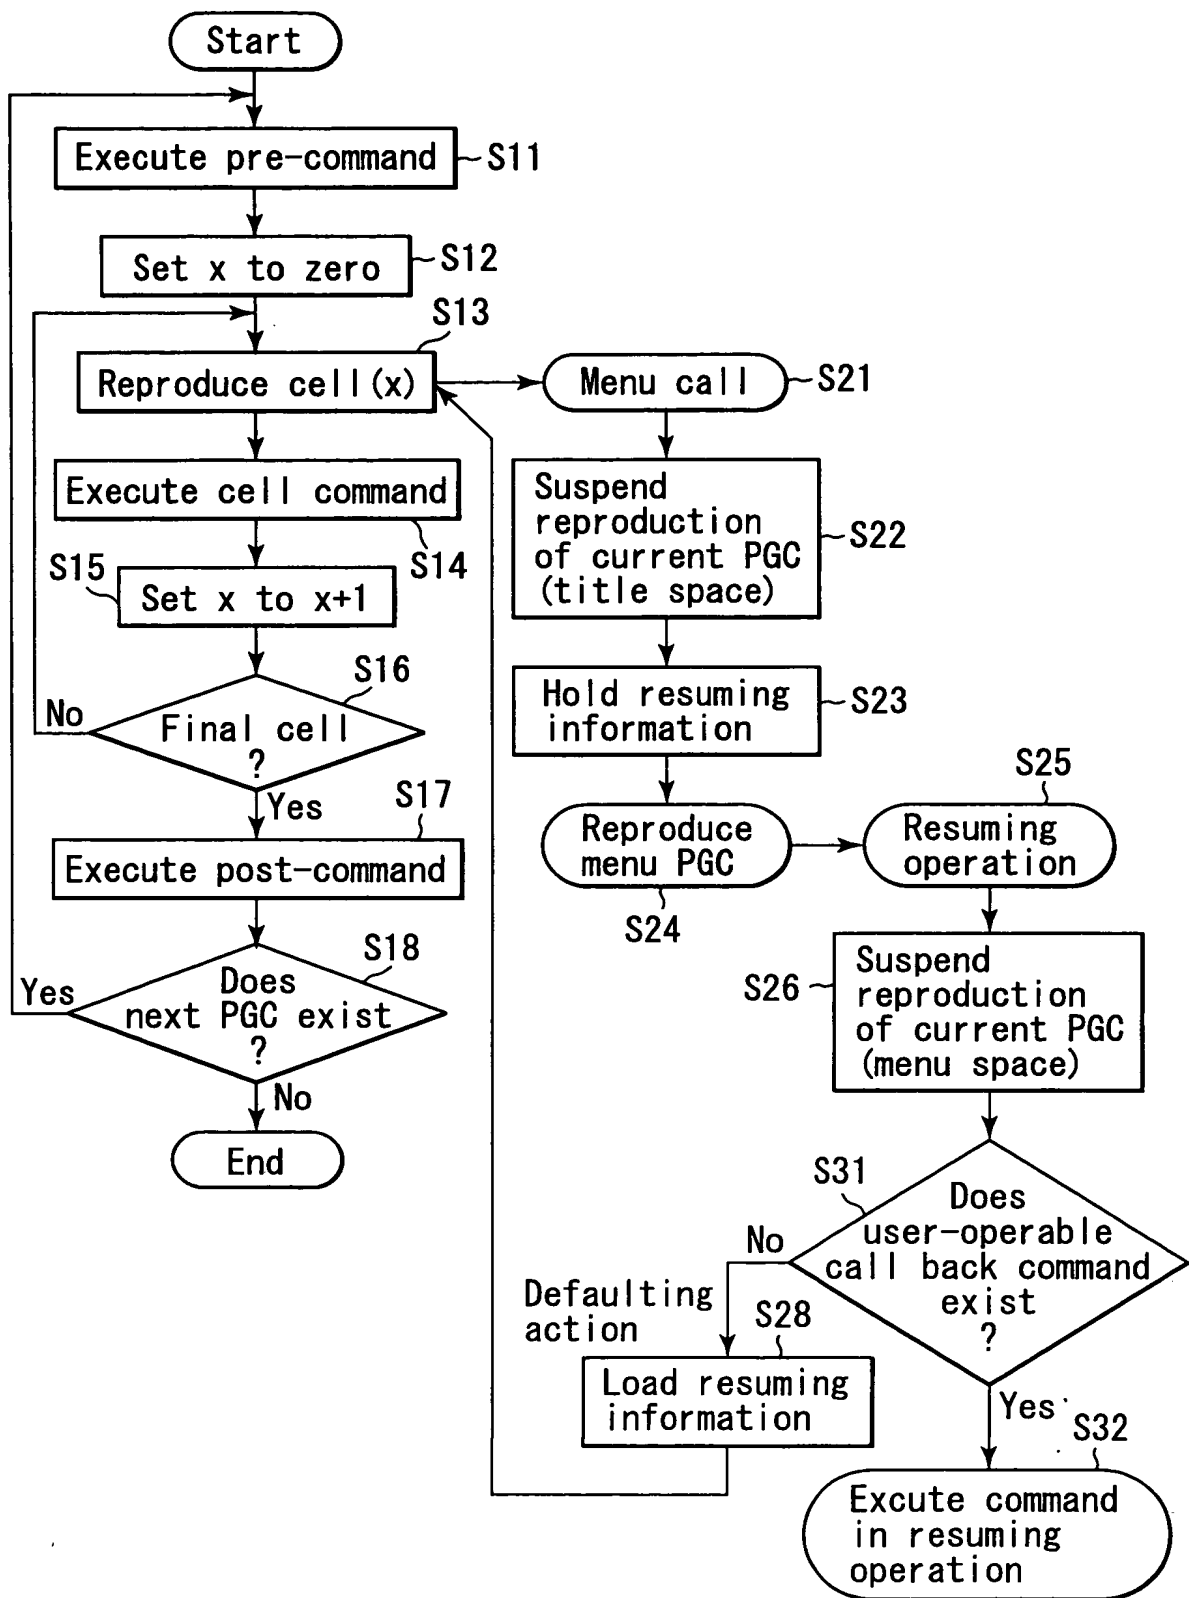 Start
Execute pre-command
S11
Set x to zero
S12
S13
Reproduce cell(x)
Menu call
S21
Execute cell command
S14
Suspend
reproduction
of current PGC
(title space)
S22
S15
Set x to x+1
S16
Final cell
?
No
Yes
Hold resuming
information
S23
S17
Execute post-command
Reproduce
menu PGC
S24
S25
Resuming
operation
S18
Does
next PGC exist
?
Yes
No
End
S26
Suspend
reproduction
of current PGC
(menu space)
S31
Does
user-operable
call back command
exist
?
No
Defaulting
action
S28
Load resuming
information
Yes
S32
Excute command
in resuming
operation